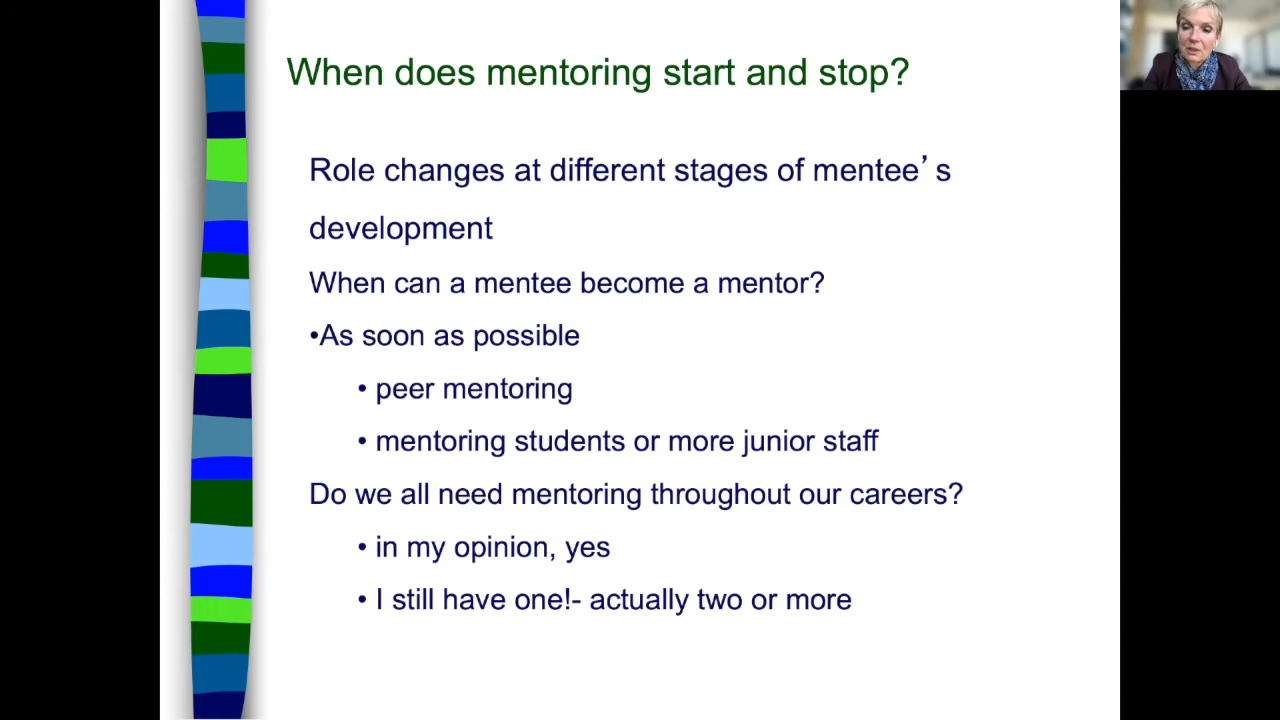 When does mentoring start and stop?
Role changes at different stages of mentee’s
development
When can a mentee become a mentor?
•As soon as possible
• peer mentoring
• mentoring students or more junior staff
Do we all need mentoring throughout our careers?
• in my opinion, yes
• I still have one!- actually two or more